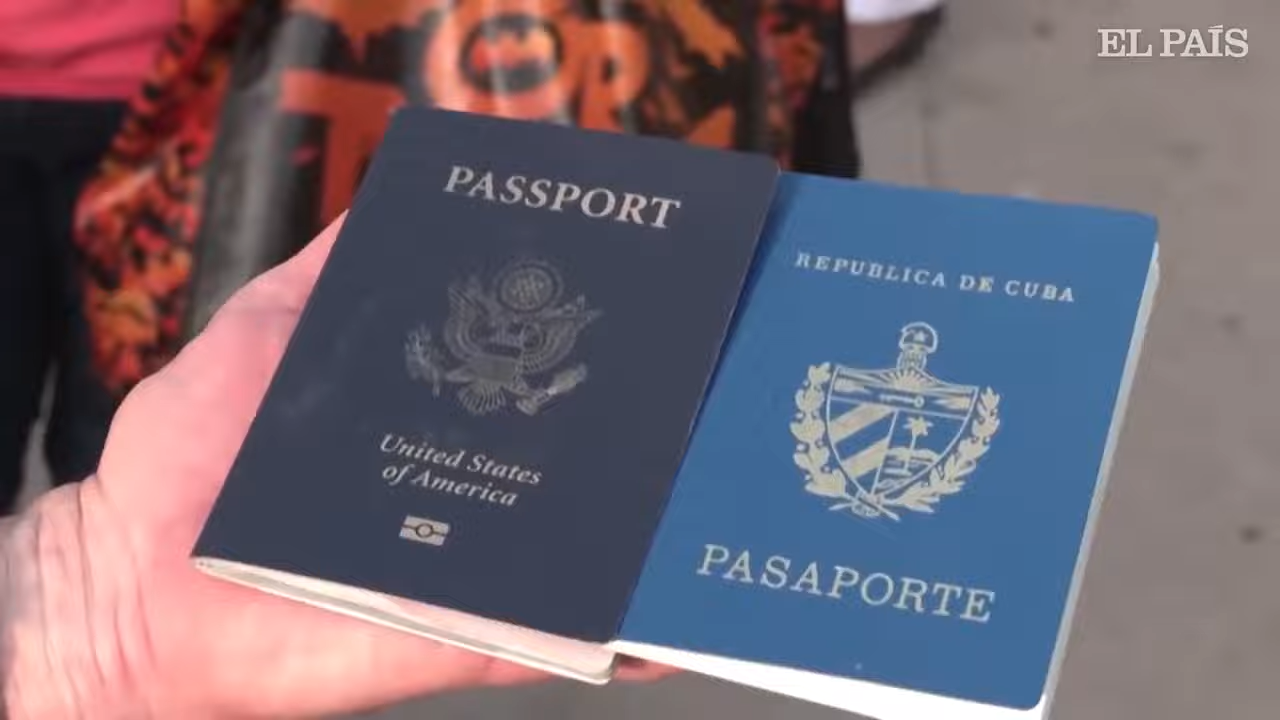 EL PAÍS
PASSPORT
United States
of America
REPUBLICA DE CUBA
PASAPORTE